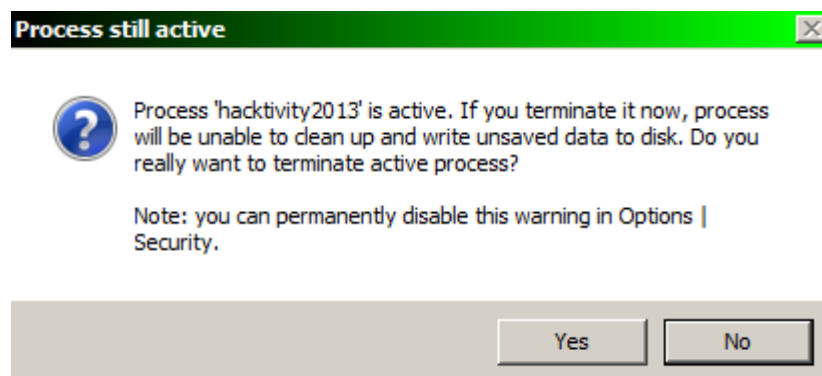 Process still active
Process 'hacktivity2013' is active. If you terminate it now, process
will be unable to clean up and write unsaved data to disk. Do you
really want to terminate active process?
Note: you can permanently disable this warning in Options |
Security.
Yes No